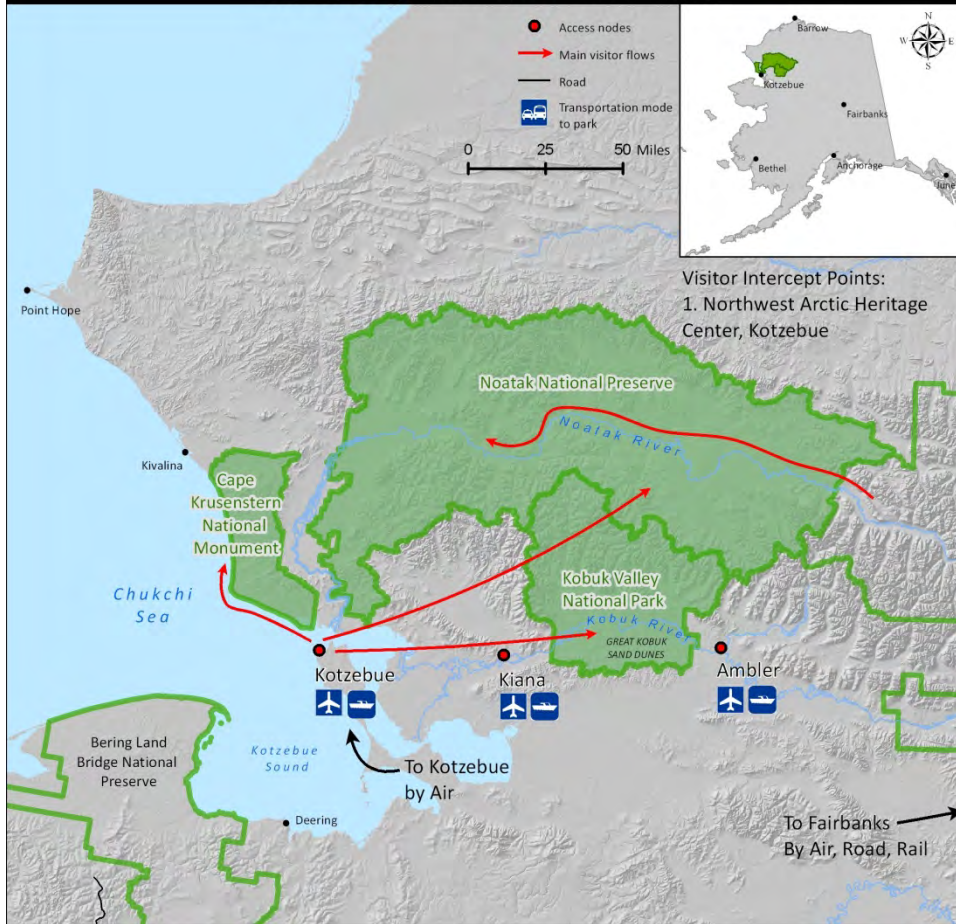 Access nodes
Main visitor flows
Road
Transportation mode
to park
0 25 50 Miles
Barrow
Kotzebue
Fairbanks
Bethel
Anchorage
June
N
W E
S
Visitor Intercept Points:
1. Northwest Arctic Heritage
Center, Kotzebue
Point Hope
Noatak National Preserve
Noatak River
Kivalina
Cape
Krusenstern
National
Monument
Chukchi
Sea
Kobuk Valley
National Park
Kobuk River
GREAT KOBUK
SAND DUNES
Kotzebue
Kiana
Ambler
Bering Land
Bridge National
Preserve
Kotzebue
Sound
To Kotzebue
by Air
Deering
To Fairbanks
By Air, Road, Rail